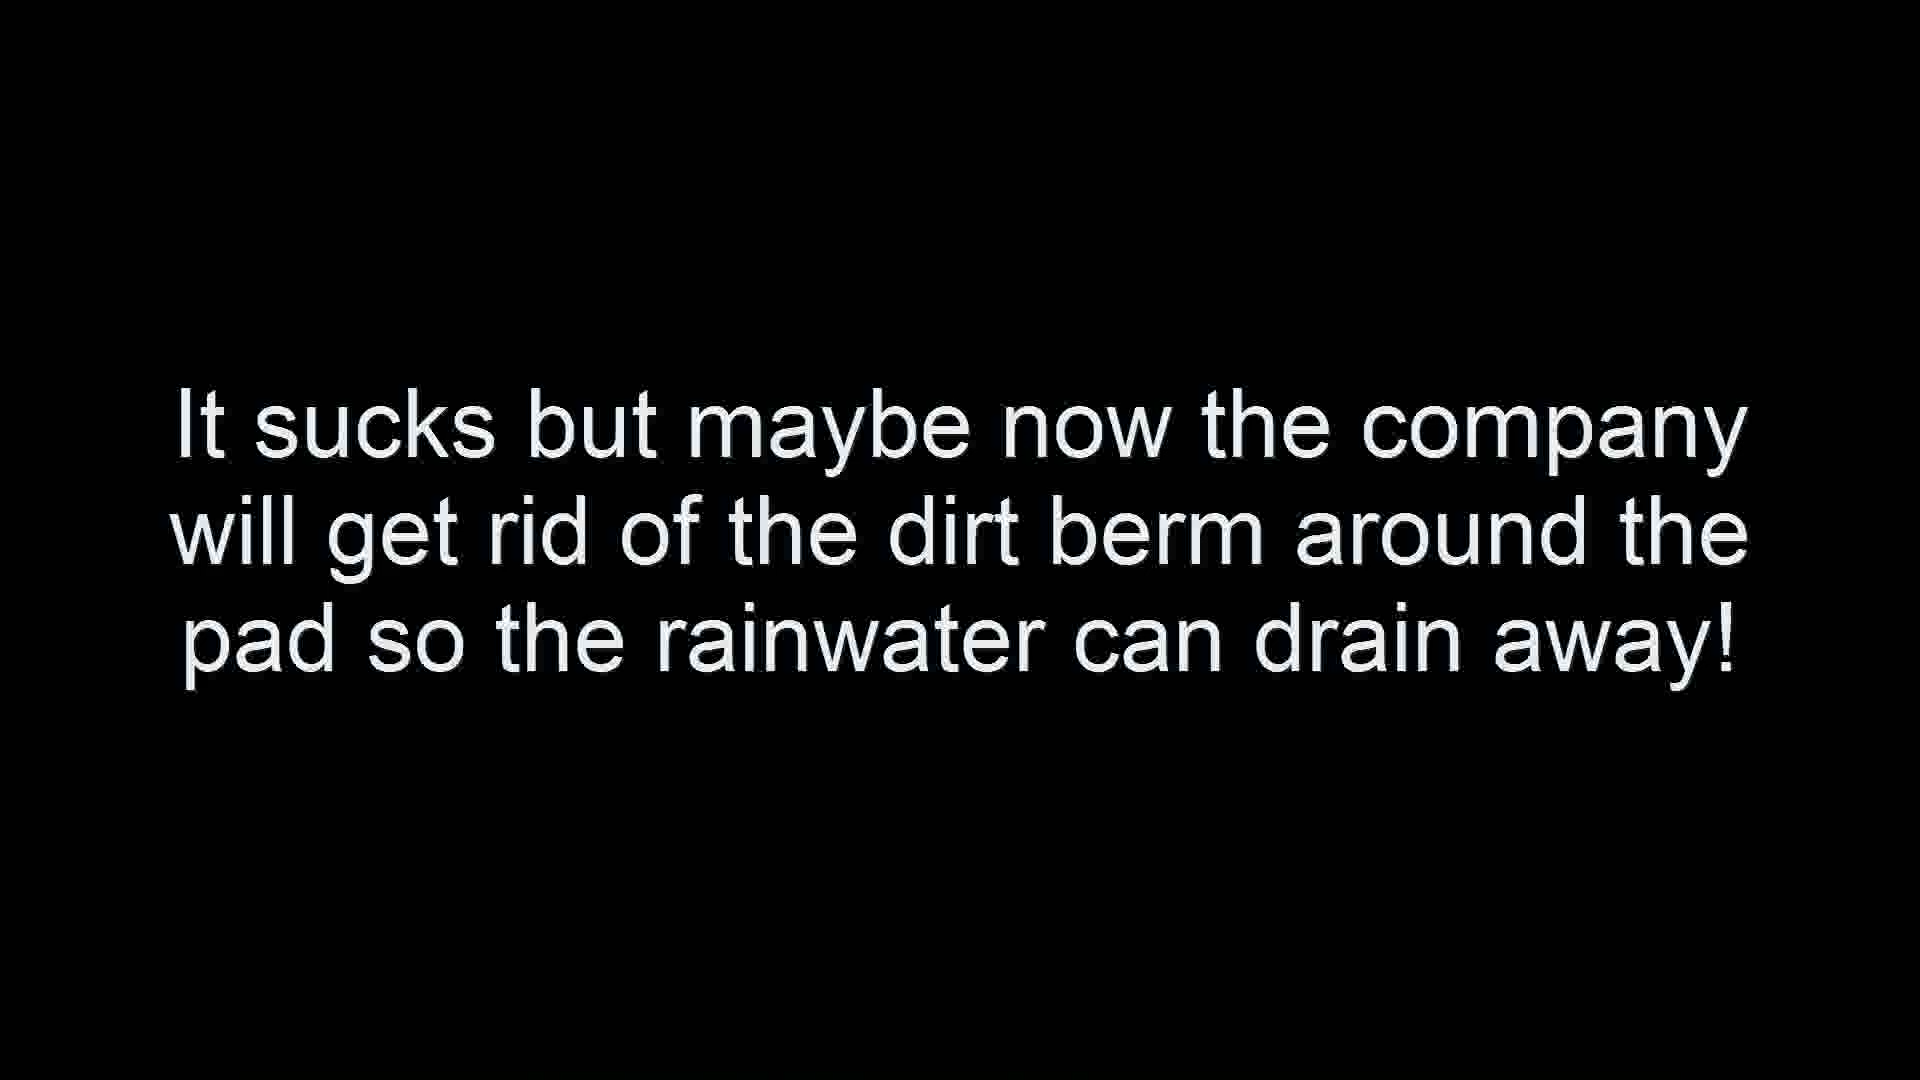 It sucks but maybe now the company
will get rid of the dirt berm around the
pad so the rainwater can drain away!